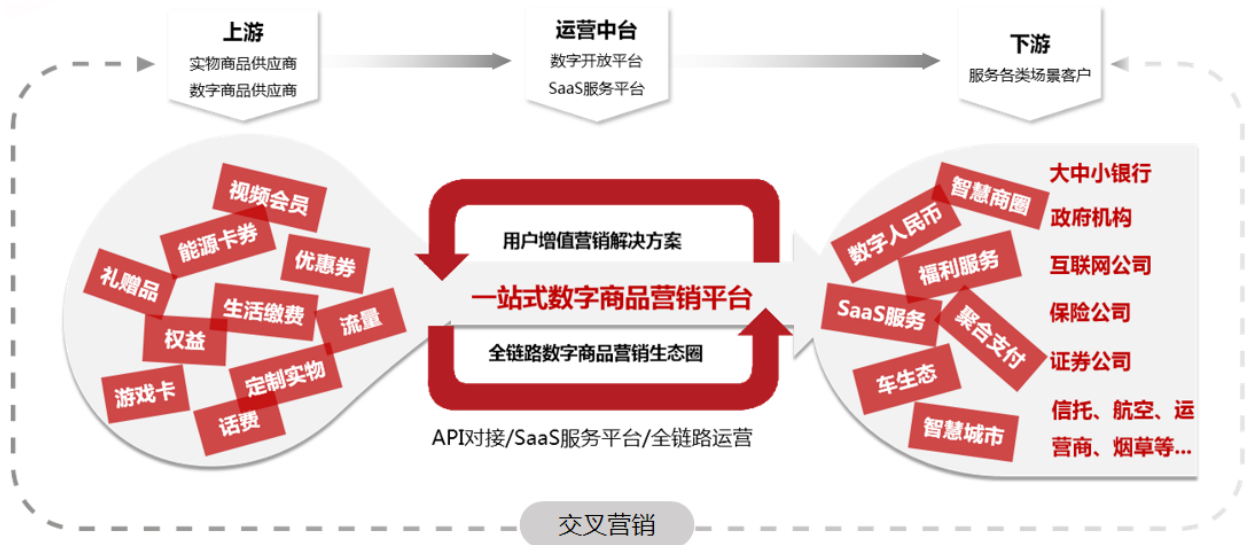 上游
实物商品供应商
数字商品供应商
运营中台
数字开放平台
SaaS服务平台
下游
服务各类场景客户
视频会员
能源卡券
优惠券
礼赠品
生活缴费
流量
权益
定制实物
游戏卡
话费
用户增值营销解决方案
一站式数字商品营销平台
全链路数字商品营销生态圈
API对接/SaaS服务平台/全链路运营
智慧商圈
数字人民币
福利服务
SaaS服务
聚合支付
车生态
智慧城市
大中小银行
政府机构
互联网公司
保险公司
证券公司
信托、航空、运
营商、烟草等...
交叉营销